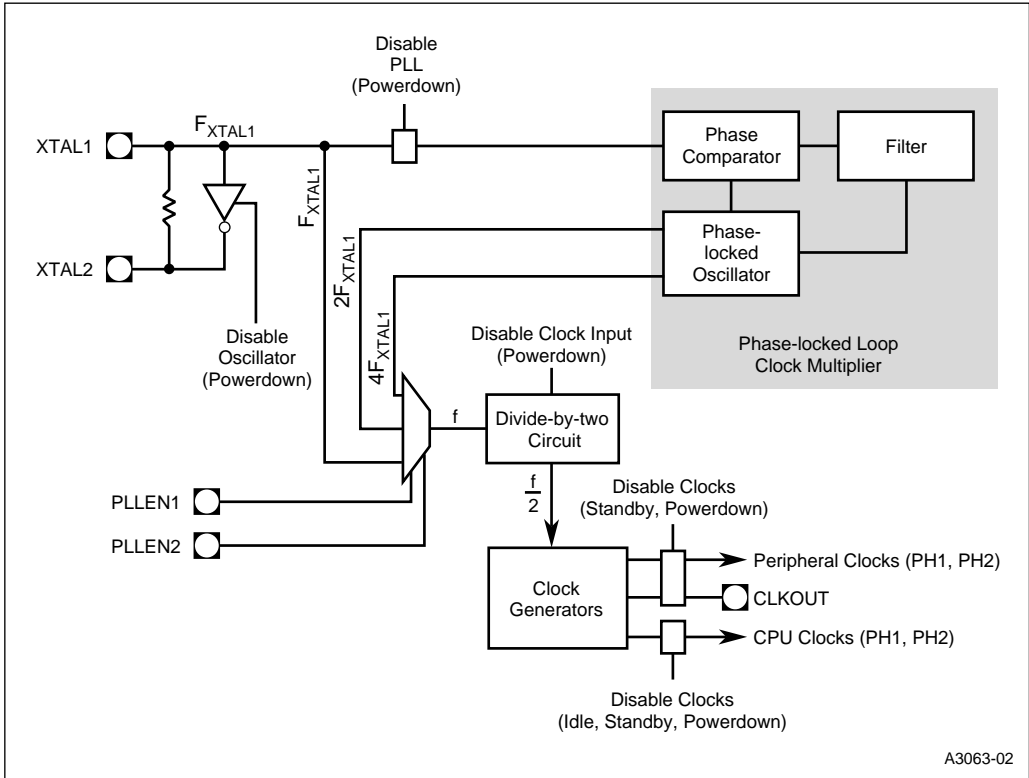 Disable
PLL
(Powerdown)
XTAL1
FXTAL1
Phase
Comparator
Filter
FXTAL1
Phase-
locked
Oscillator
XTAL2
2FXTAL1
4FXTAL1
Disable
Oscillator
(Powerdown)
Disable Clock Input
(Powerdown)
Phase-locked Loop
Clock Multiplier
f
Divide-by-two
Circuit
f
2
PLLEN1
PLLEN2
Disable Clocks
(Standby, Powerdown)
Clock
Generators
Peripheral Clocks (PH1, PH2)
CLKOUT
CPU Clocks (PH1, PH2)
Disable Clocks
(Idle, Standby, Powerdown)
A3063-02